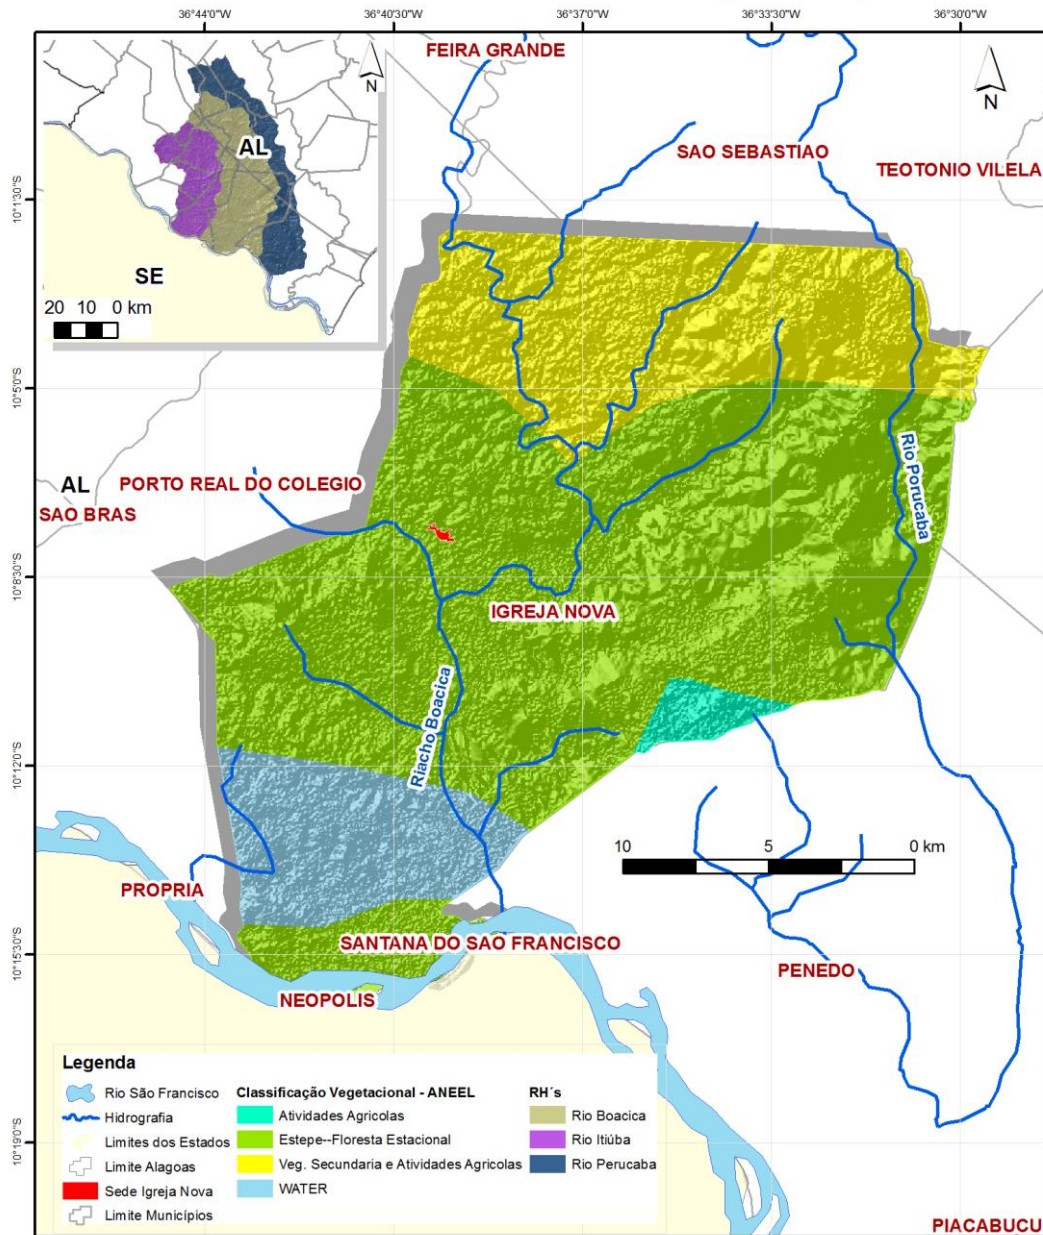 36°44'0"W 36°40'30"W 36°37'0"W 36°33'30"W 36°30'0"W
FEIRA GRANDE
N
N
AL
SAO SEBASTIAO
TEOTONIO VILELA
10°1'30"S
SE
20 10 0 km
10°5'0"S
Rio Porucaba
AL
PORTO REAL DO COLEGIO
SAO BRAS
10°8'30"S
IGREJA NOVA
Riacho Boacica
10°12'0"S
10 5 0 km
PROPRIA
SANTANA DO SAO FRANCISCO
10°15'30"S
PENEDO
NEOPOLIS
Legenda
Rio São Francisco
Hidrografia
Limites dos Estados
Limite Alagoas
Sede Igreja Nova
Limite Municípios
Classificação Vegetacional - ANEEL
Atividades Agricolas
Estepe--Floresta Estacional
Veg. Secundaria e Atividades Agricolas
WATER
RH´s
Rio Boacica
Rio Itiúba
Rio Perucaba
10°19'0"S
PIACABUCU